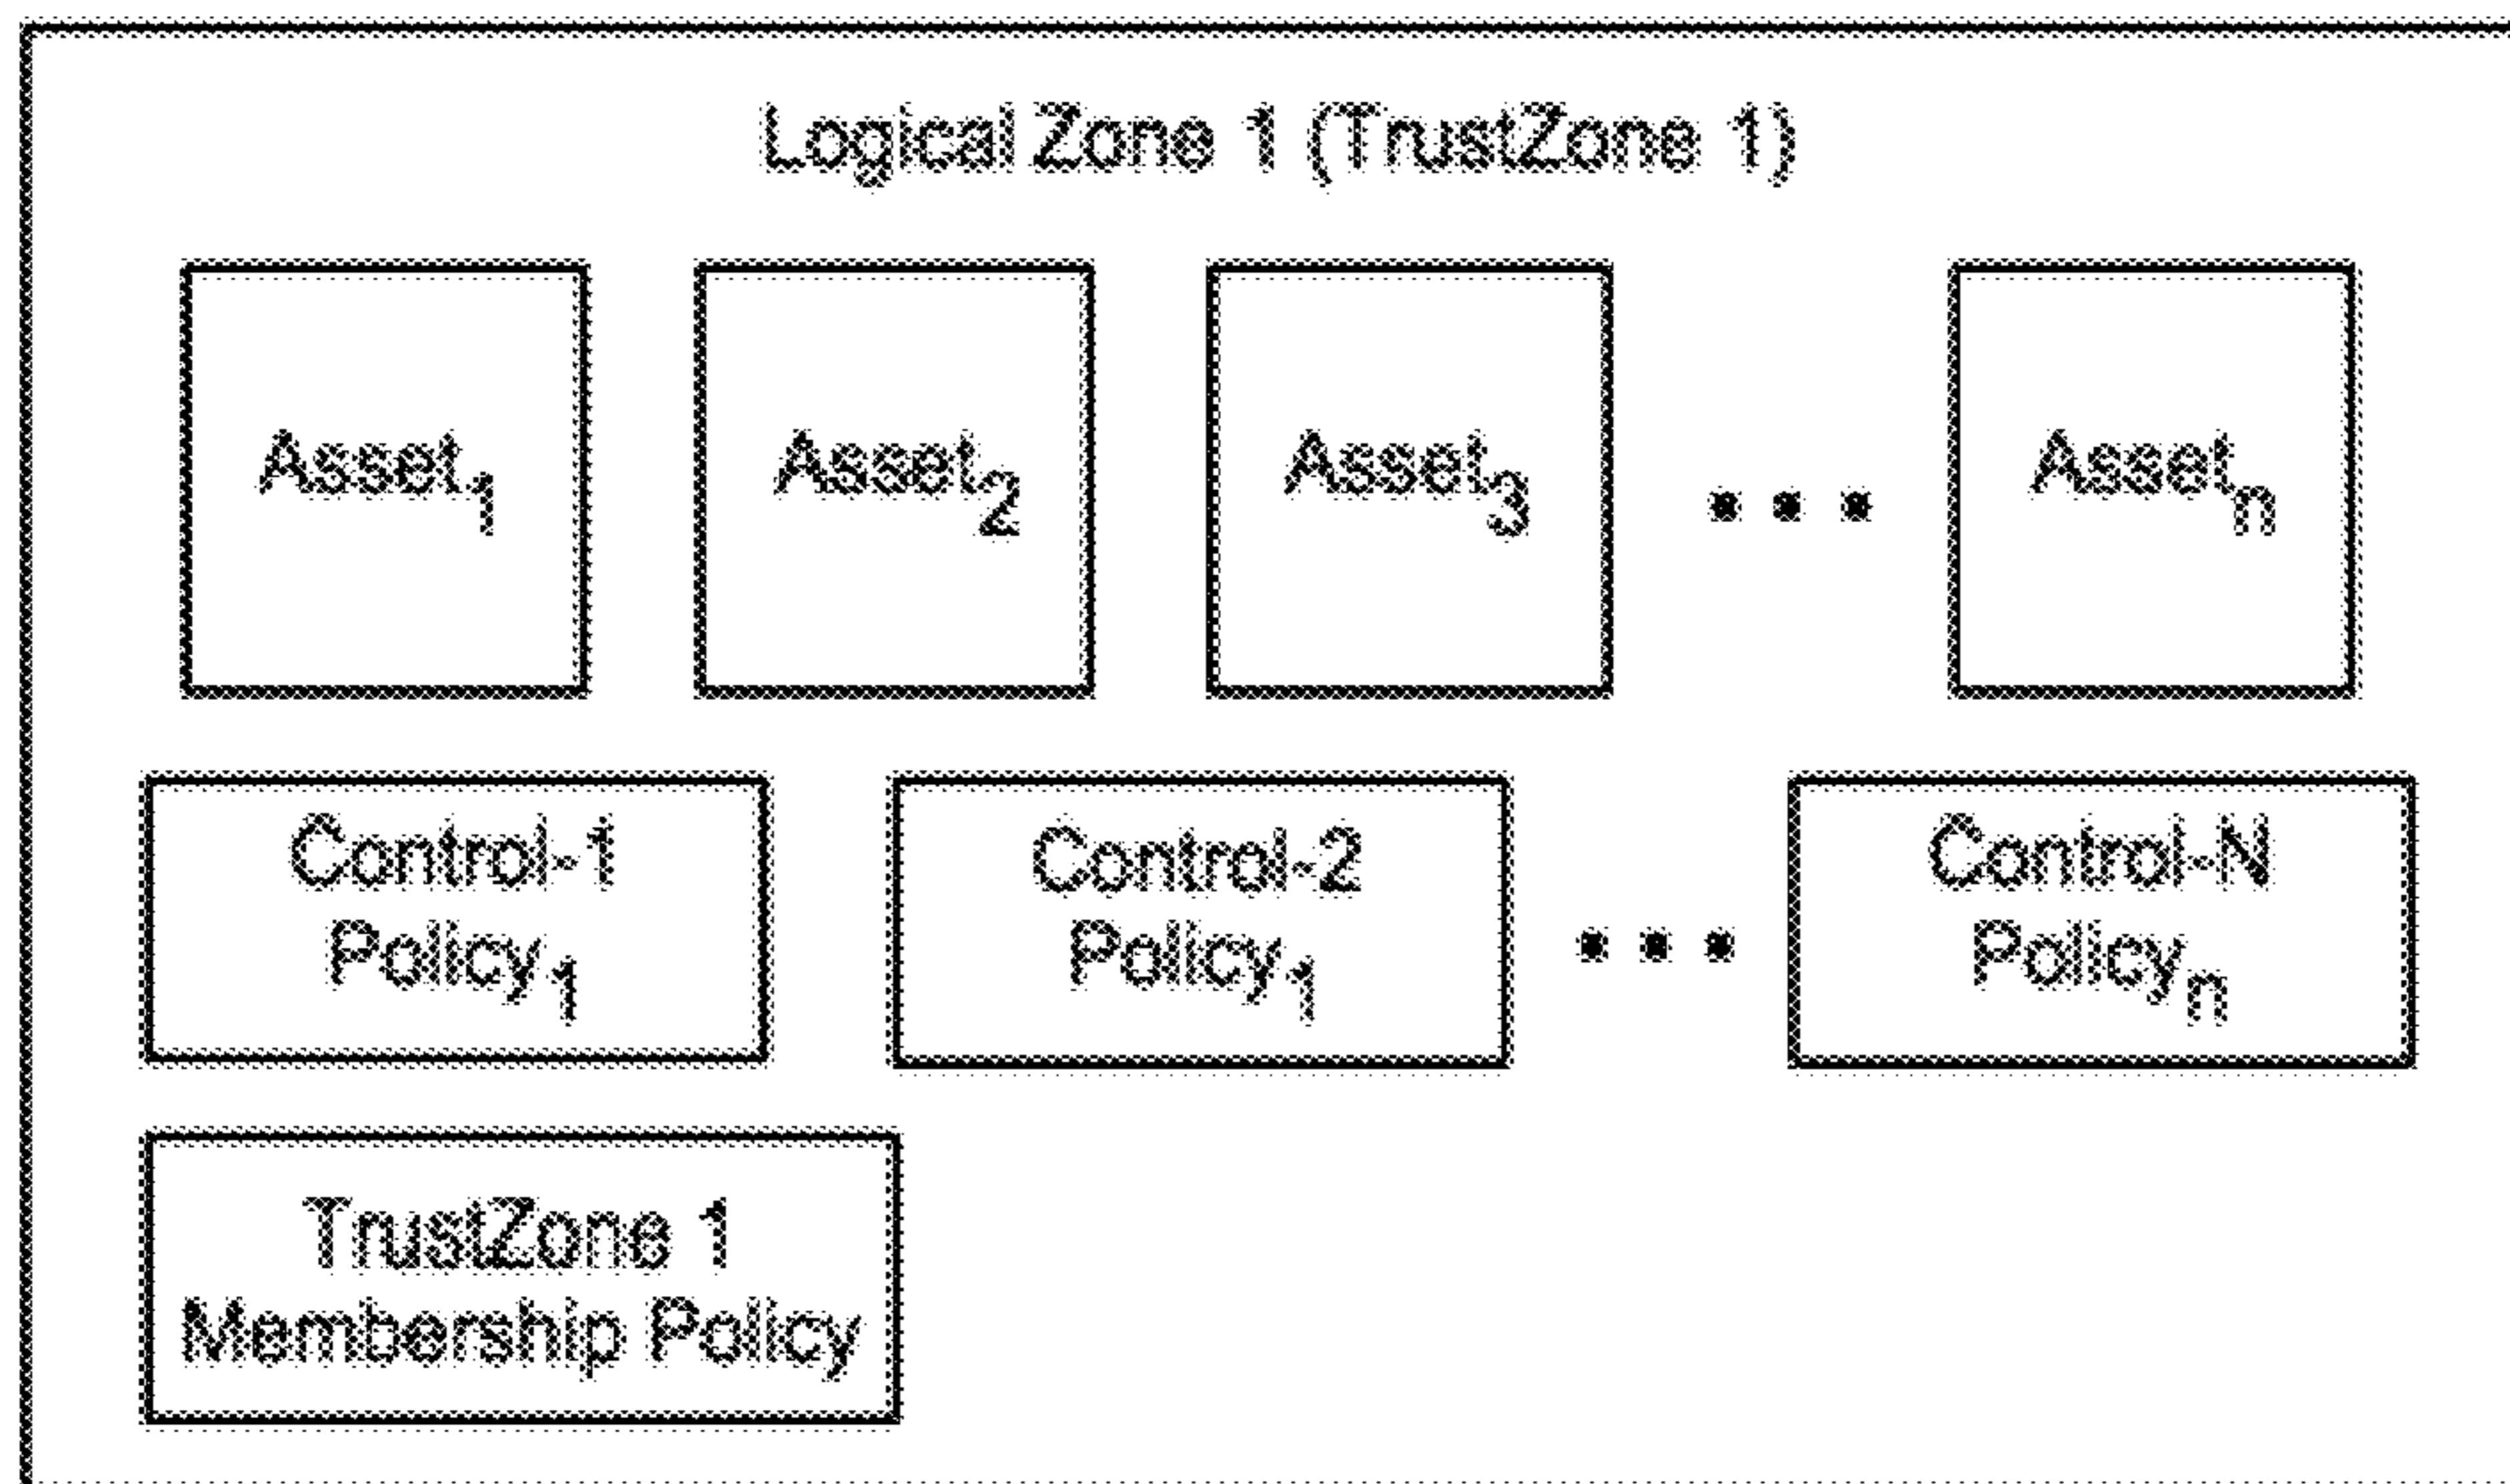 Logical Zone 1 (TrustZone 1)
Asset1 Asset2 Asset3 • • • Assetn
Control-1 Control-2 Control-N
Policy1 Policy1 • • • Policyn
TrustZone 1
Membership Policy